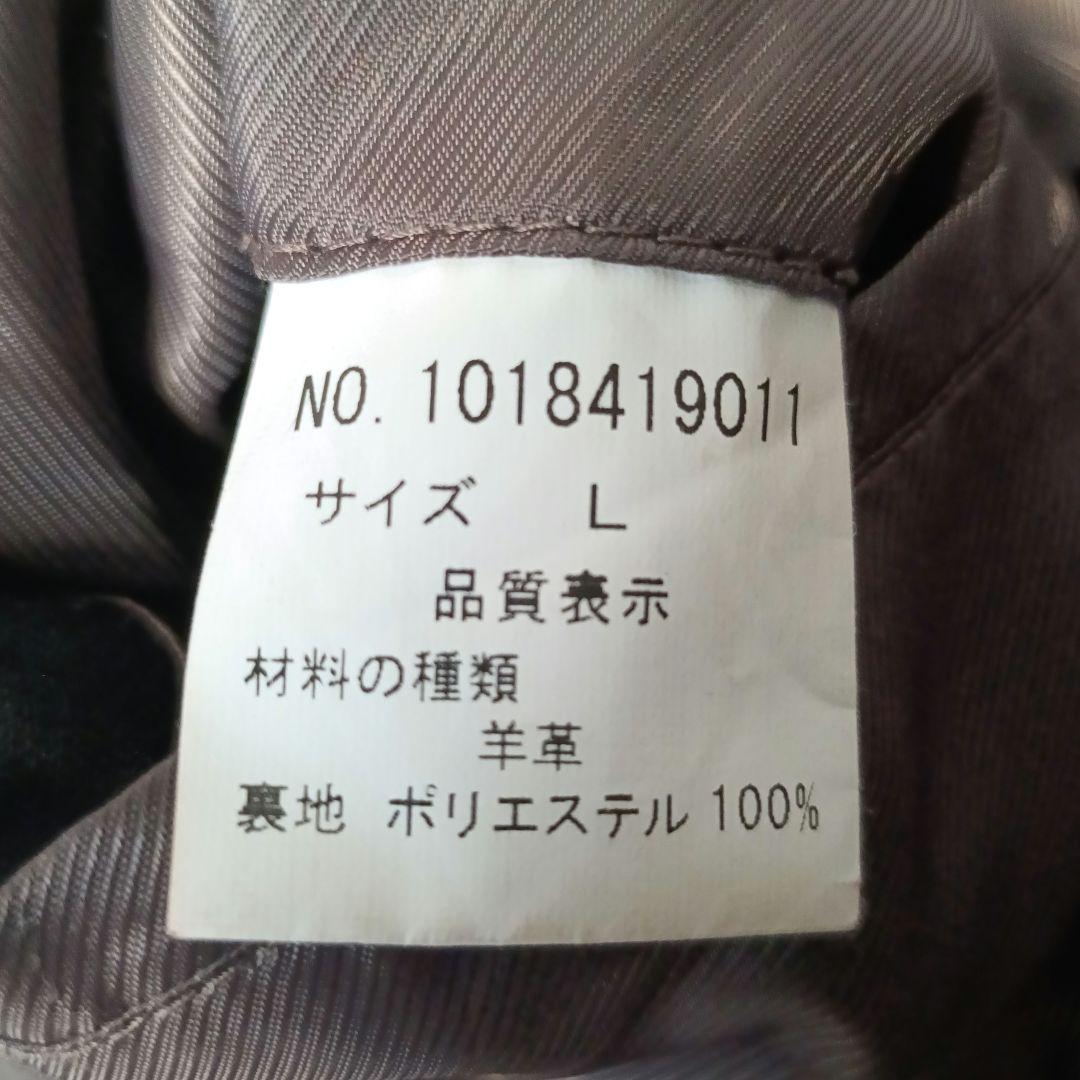 NO. 1018419011
サイズ L
品質表示
材料の種類
羊革
裏地 ポリエステル 100%